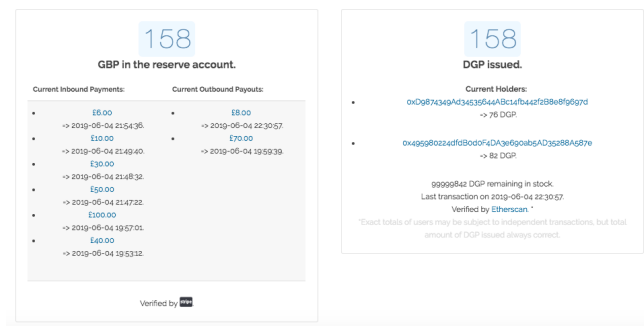 158
GBP in the reserve account.
Current Inbound Payments:
£6.00
=> 2019-06-04 21:54:36.
£10.00
=> 2019-06-04 21:49:40.
£30.00
=> 2019-06-04 21:48:32.
£50.00
=> 2019-06-04 21:47:22.
£100.00
=> 2019-06-04 19:57:01.
£40.00
=> 2019-06-04 19:53:12.
Current Outbound Payouts:
£8.00
=> 2019-06-04 22:30:57.
£70.00
=> 2019-06-04 19:59:39.
Verified by stripe
158
DGP issued.
Current Holders:
0xD9874349Ad34535644ABc14fb442f2B8e8f9697d
=> 76 DGP.
0x495980224dfdB0d0F4DA3e690ab5AD35288A587e
=> 82 DGP.
99999842 DGP remaining in stock.
Last transaction on 2019-06-04 22:30:57.
Verified by Etherscan. *
*Exact totals of users may be subject to independent transactions, but total
amount of DGP issued always correct.